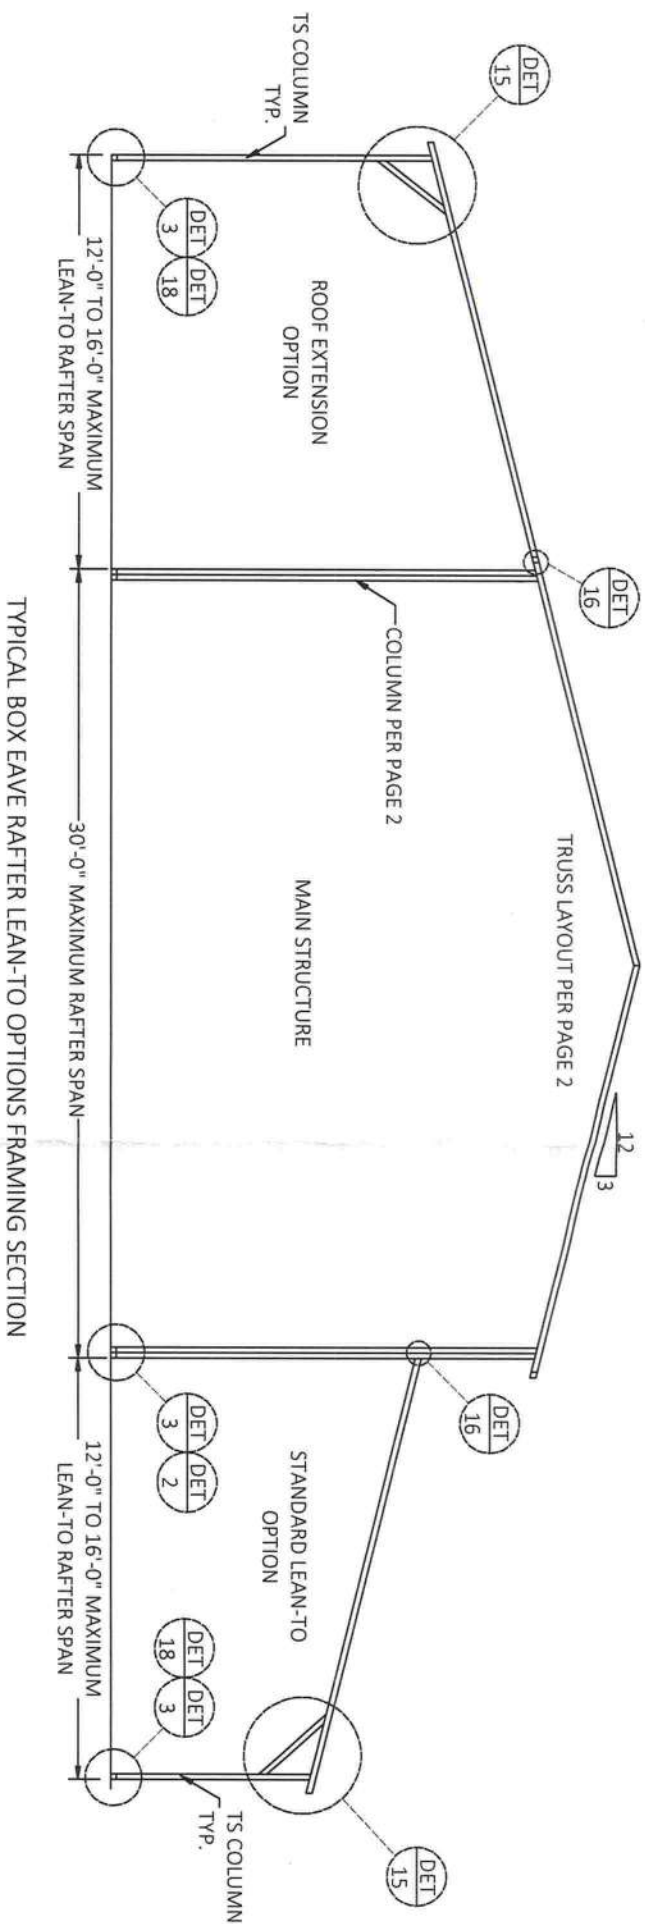 DET
15
TS COLUMN
TYP.
DET
3
DET
18
ROOF EXTENSION
OPTION
12'-0" TO 16'-0" MAXIMUM
LEAN-TO RAFTER SPAN
DET
16
COLUMN PER PAGE 2
TRUSS LAYOUT PER PAGE 2
MAIN STRUCTURE
30'-0" MAXIMUM RAFTER SPAN
12
3
DET
16
DET
3
DET
2
STANDARD LEAN-TO
OPTION
12'-0" TO 16'-0" MAXIMUM
LEAN-TO RAFTER SPAN
DET
18
DET
3
DET
15
TS COLUMN
TYP.
TYPICAL BOX EAVE RAFTER LEAN-TO OPTIONS FRAMING SECTION